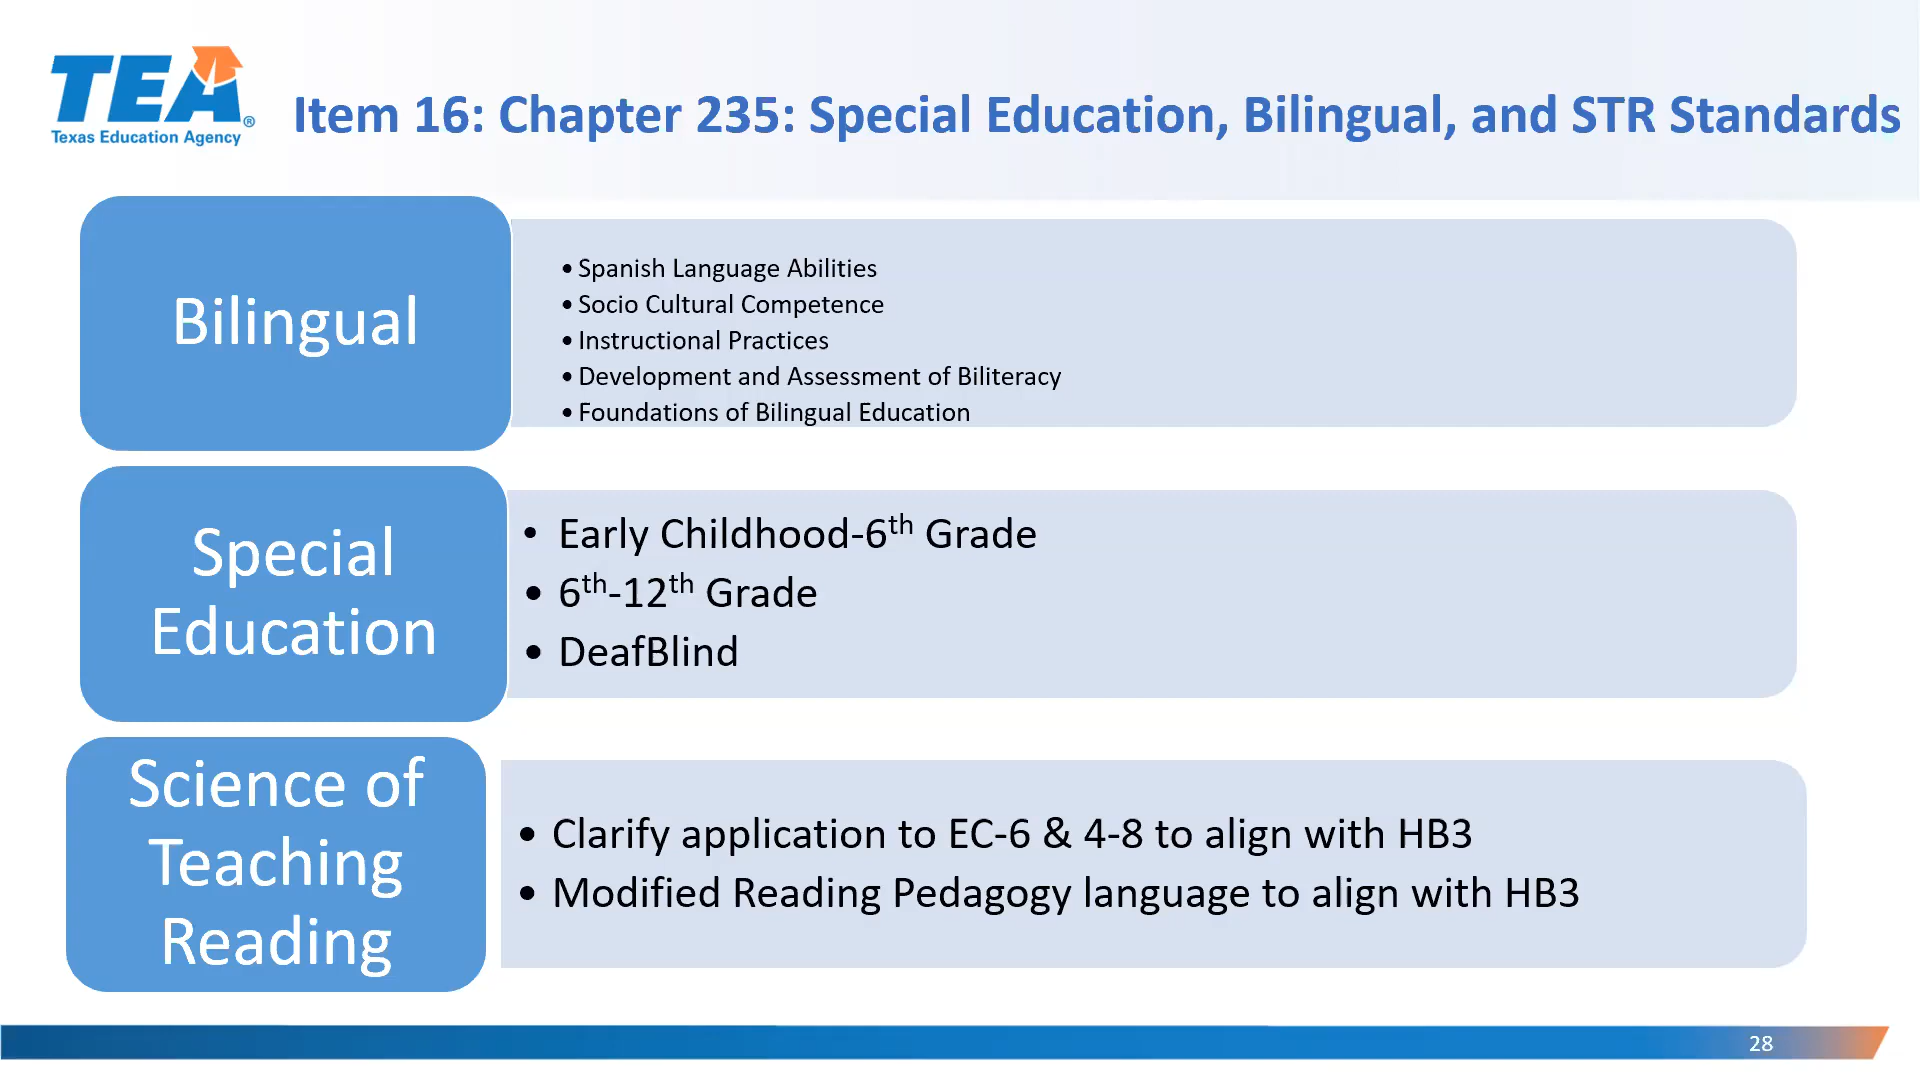 TEA®
Texas Education Agency
Item 16: Chapter 235: Special Education, Bilingual, and STR Standards
Bilingual
• Spanish Language Abilities
• Socio Cultural Competence
• Instructional Practices
• Development and Assessment of Biliteracy
• Foundations of Bilingual Education
Special
Education
• Early Childhood-6th Grade
• 6th-12th Grade
• DeafBlind
Science of
Teaching
Reading
• Clarify application to EC-6 & 4-8 to align with HB3
• Modified Reading Pedagogy language to align with HB3
28